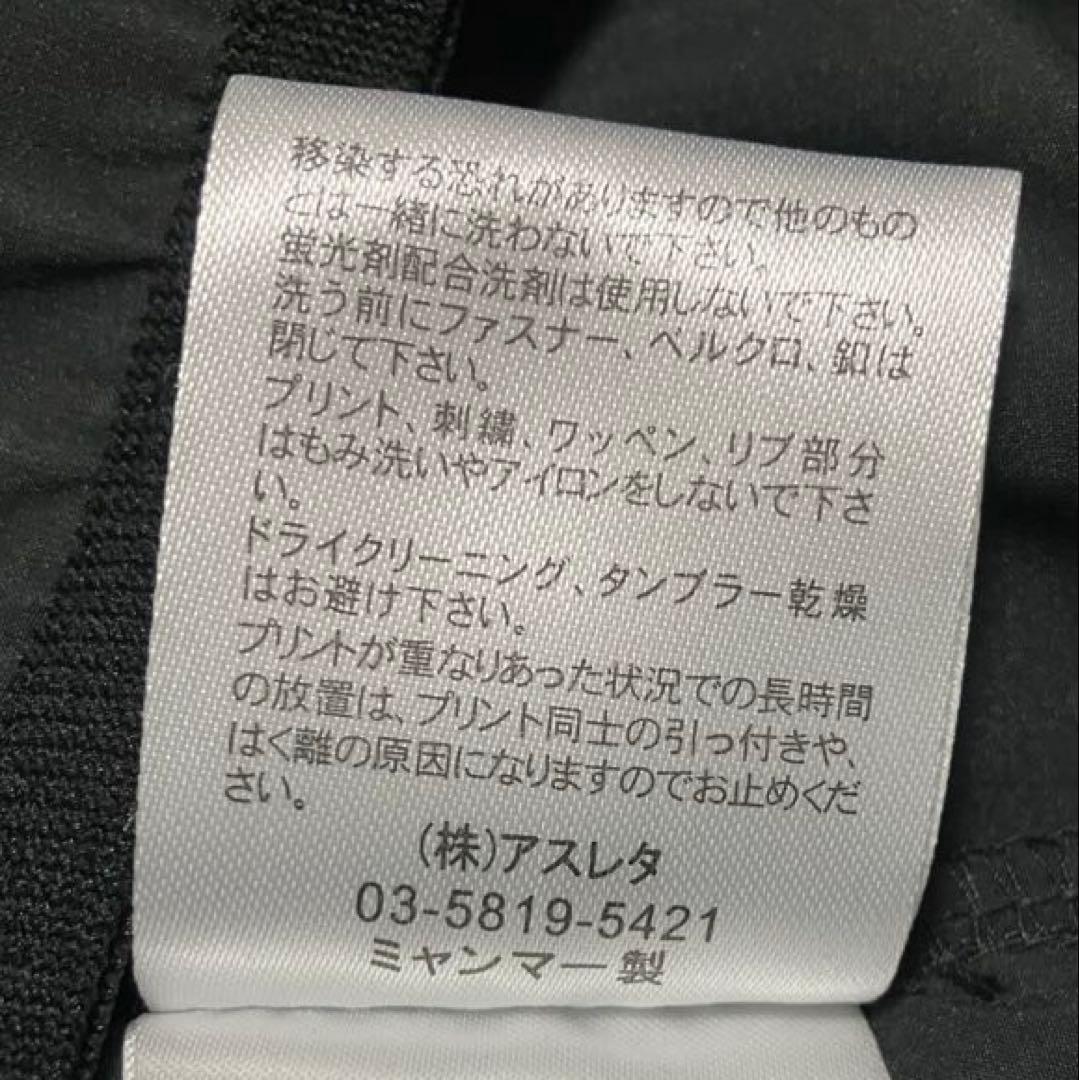 移染する恐れがありますので他のもの
とは一緒に洗わないで下さい。
蛍光剤配合洗剤は使用しないで下さい。
洗う前にファスナー、ベルクロ、釦は
閉じて下さい。
プリント、刺繍、ワッペン、リブ部分
はもみ洗いやアイロンをしないで下さ
い。
ドライクリーニング、タンブラー乾燥
はお避け下さい。
プリントが重なりあった状況での長時間
の放置は、プリント同士の引っ付きや、
はく離の原因になりますのでお止めくだ
さい。
(株)アスレタ
03-5819-5421
ミャンマー製